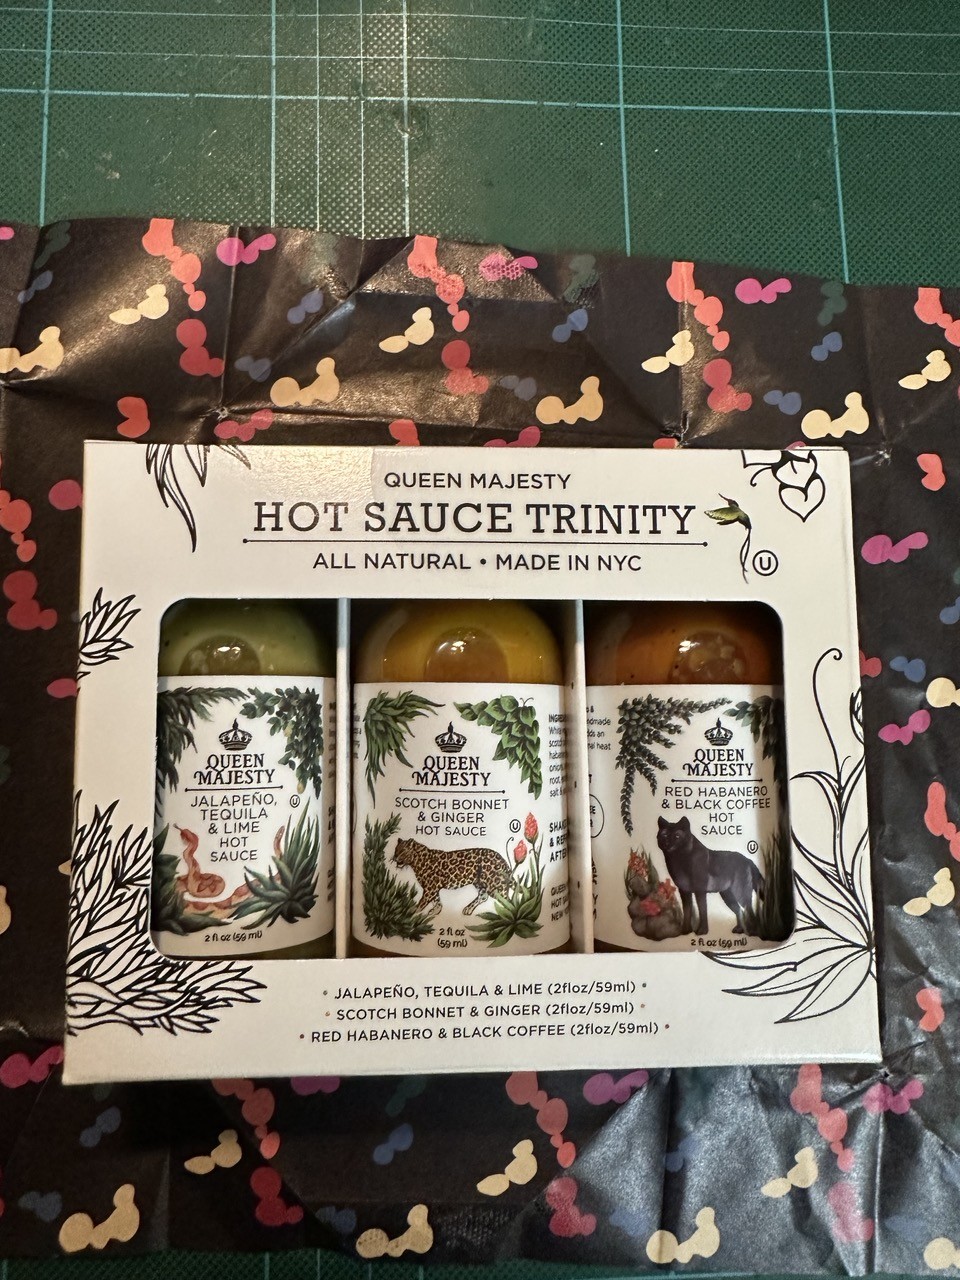 QUEEN MAJESTY
HOT SAUCE TRINITY
ALL NATURAL • MADE IN NYC
U
QUEEN
MAJESTY
JALAPEÑO,
TEQUILA
& LIME
HOT
SAUCE
U
2 fl oz (59 ml)
QUEEN
MAJESTY
SCOTCH BONNET
& GINGER
HOT SAUCE
U
2 fl oz
(59 ml)
QUEEN
MAJESTY
RED HABANERO
& BLACK COFFEE
HOT
SAUCE
U
2 fl oz (59 ml)
• JALAPEÑO, TEQUILA & LIME (2floz/59ml) •
• SCOTCH BONNET & GINGER (2floz/59ml) •
• RED HABANERO & BLACK COFFEE (2floz/59ml) •